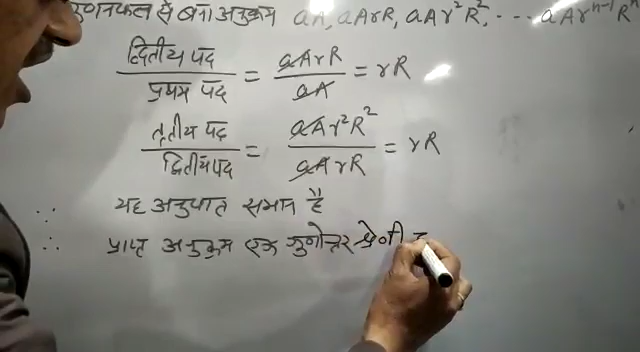 गुणनफल से बना अनुक्रम aA, aArR, aAr²R², ... aArⁿ⁻¹Rⁿ
द्वितीय पद / प्रथम पद = aArR / aA = rR
तृतीय पद / द्वितीय पद = aAr²R² / aArR = rR
∴ यह अनुपात समान है
∴ प्राप्त अनुक्रम एक गुणोत्तर श्रेणी